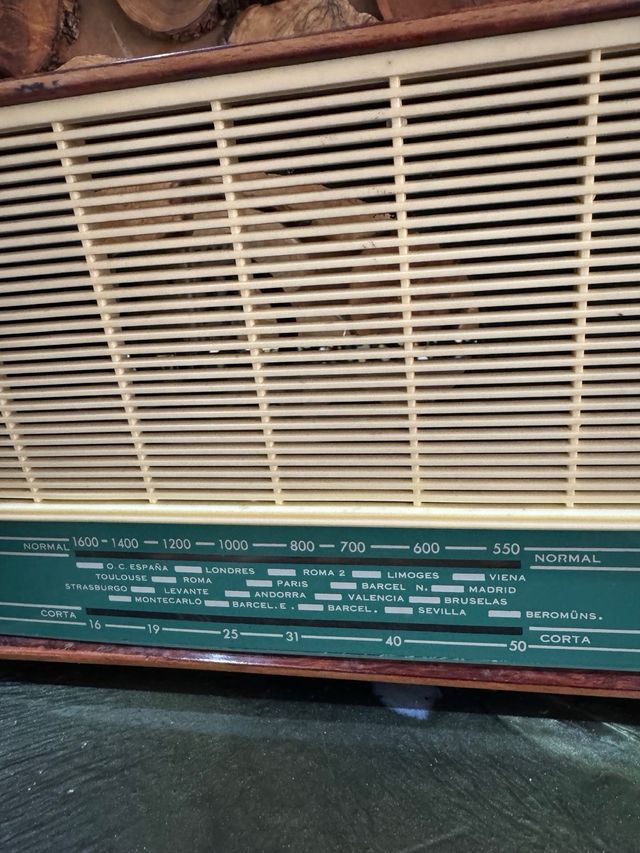 NORMAL 1600 - 1400 - 1200 - 1000 - 800 - 700 - 600 - 550 NORMAL
O.C. ESPAÑA LONDRES ROMA 2 LIMOGES VIENA
TOULOUSE ROMA PARIS BARCEL N. MADRID
STRASBURGO LEVANTE ANDORRA VALENCIA BRUSELAS
MONTECARLO BARCEL.E. BARCEL. SEVILLA BEROMÜNS.
CORTA 16 - 19 - 25 - 31 - 40 - 50 CORTA